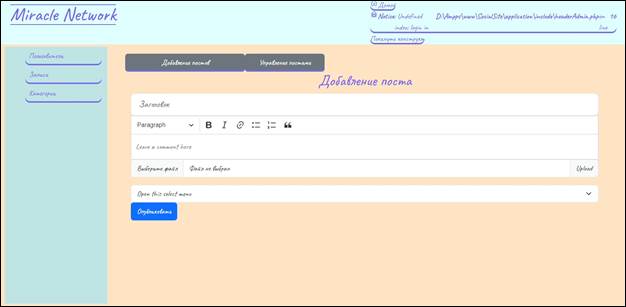 Miracle Network
Домой
Notice: Undefined index: login in D:\Ampps\www\SocialSite\application\include\headerAdmin.php on line 16
Покинуть консрукор
Пользователи
Записи
Категории
Добавление постов
Управление постами
Добавление поста
Заголовок
Paragraph B I
Leave a comment here
Выберите файл Файл не выбран Upload
Open this select menu
Опубликовать